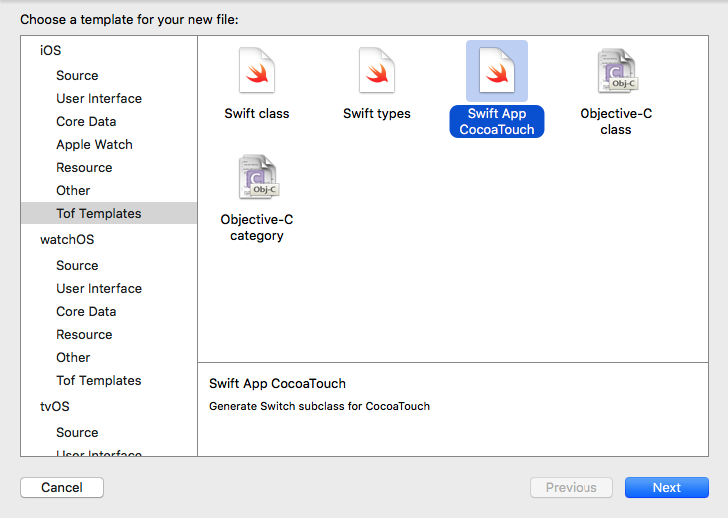 Choose a template for your new file:
iOS
Source
User Interface
Core Data
Apple Watch
Resource
Other
Tof Templates
watchOS
Source
User Interface
Core Data
Resource
Other
Tof Templates
tvOS
Source
User Interface
Swift class
Swift types
Swift App
CocoaTouch
Objective-C
class
Obj-C
Obj-C
Objective-C
category
Swift App CocoaTouch
Generate Switch subclass for CocoaTouch
Cancel
Previous
Next